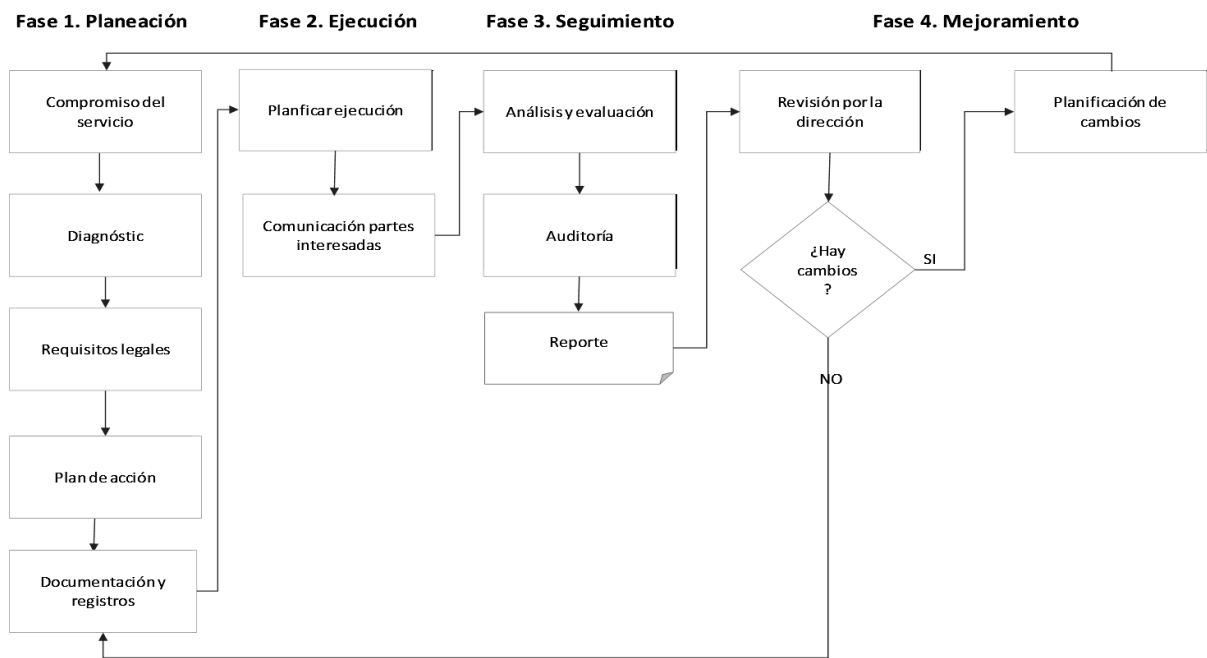 Fase 1. Planeación
Fase 2. Ejecución
Fase 3. Seguimiento
Fase 4. Mejoramiento
Compromiso del
servicio
Diagnóstic
Requisitos legales
Plan de acción
Documentación y
registros
Planficar ejecución
Comunicación partes
interesadas
Análisis y evaluación
Auditoría
Reporte
Revisión por la
dirección
¿Hay
cambios
?
SI
NO
Planificación de
cambios